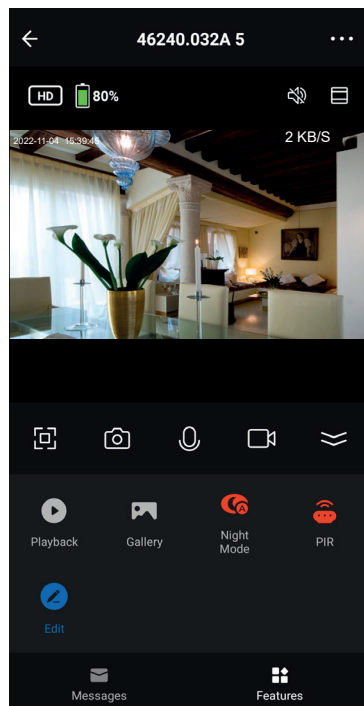 46240.032A 5
HD 80%
2022-11-04 15:39:45 2 KB/S
Playback Gallery Night Mode PIR
Edit
Messages Features